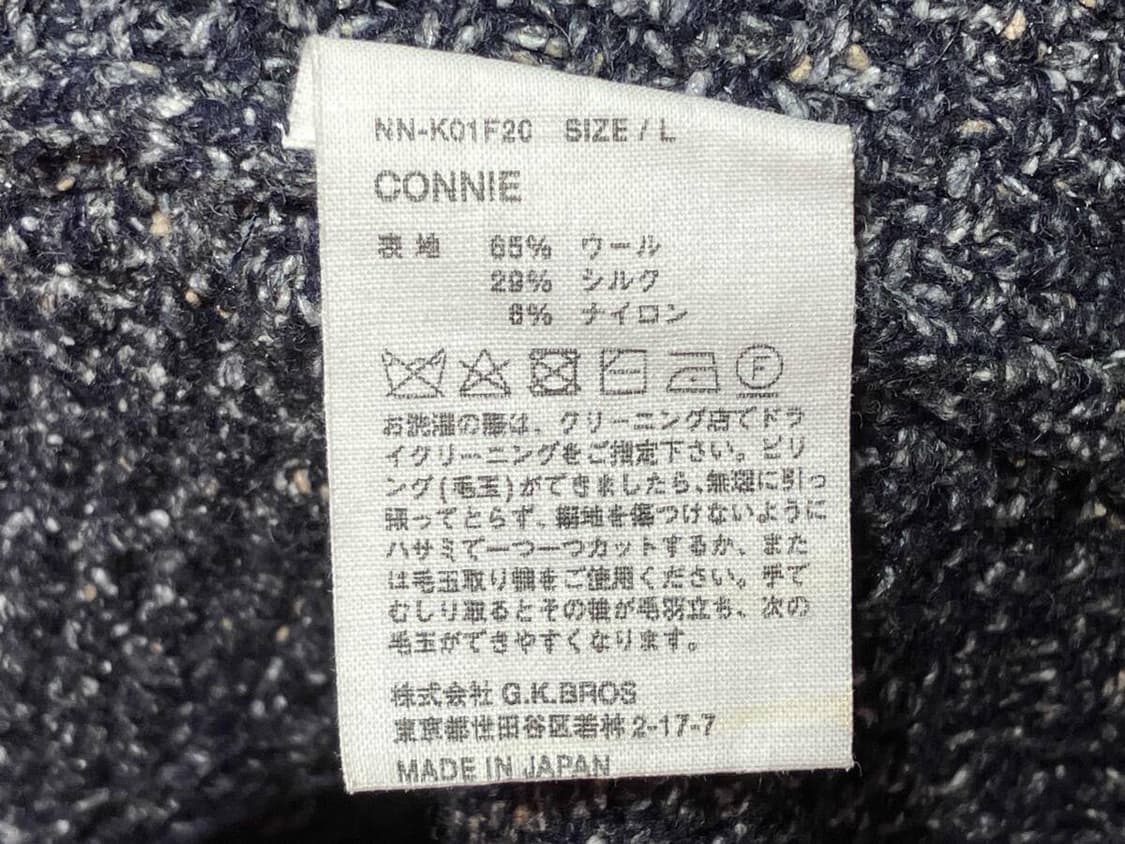 NN-K01F20 SIZE / L
CONNIE
表地 65% ウール
29% シルク
6% ナイロン
F
お洗濯の際は、クリーニング店でドラ
イクリーニングをご指定下さい。ピリ
ング(毛玉)ができましたら、無理に引っ
張ってとらず、編地を傷つけないように
ハサミで一つ一つカットするか、また
は毛玉取り機をご使用ください。手で
むしり取るとその後が毛羽立ち、次の
毛玉ができやすくなります。
株式会社 G.K.BROS
東京都世田谷区若林 2-17-7
MADE IN JAPAN